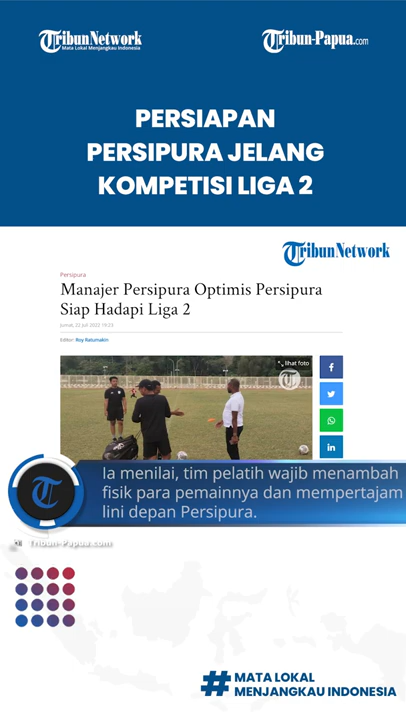 TribunNetwork
Mata Lokal Menjangkau Indonesia
Tribun-Papua.com
PERSIAPAN
PERSIPURA JELANG
KOMPETISI LIGA 2
TribunNetwork
Persipura
Manajer Persipura Optimis Persipura
Siap Hadapi Liga 2
Jumat, 22 Juli 2022 19:23
Editor: Roy Ratumakin
lihat foto
Ia menilai, tim pelatih wajib menambah
fisik para pemainnya dan mempertajam
lini depan Persipura.
Tribun-Papua.com
#MATA LOKAL
MENJANGKAU INDONESIA